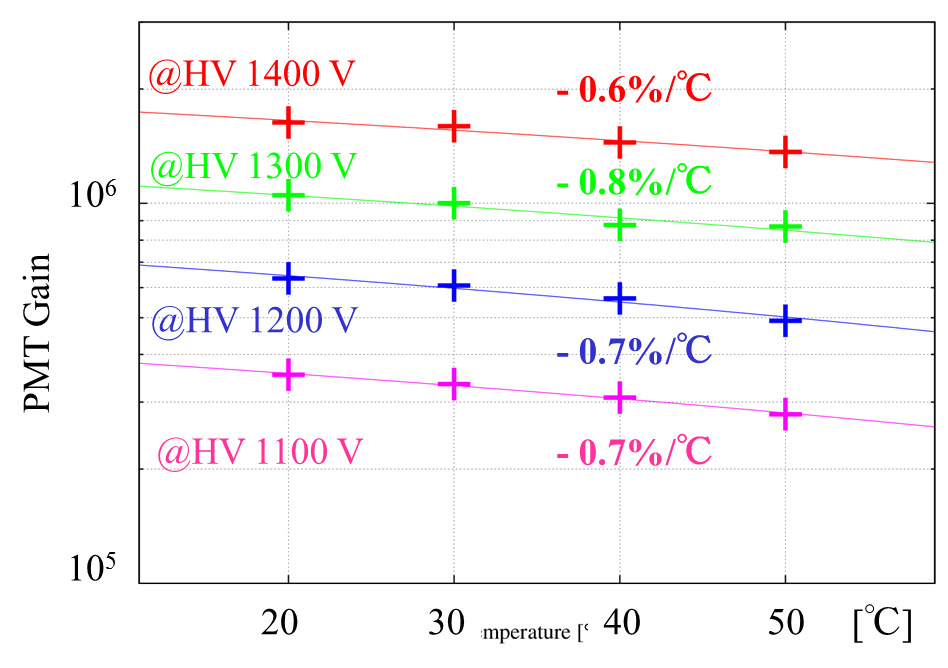 @HV 1400 V
- 0.6%/℃
@HV 1300 V
- 0.8%/℃
10⁶
@HV 1200 V
- 0.7%/℃
PMT Gain
@HV 1100 V
- 0.7%/℃
10⁵
20 30 40 50 [℃]
mperature [°